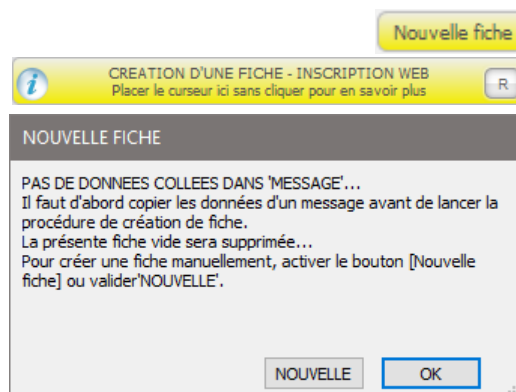 Nouvelle fiche
CREATION D'UNE FICHE - INSCRIPTION WEB
Placer le curseur ici sans cliquer pour en savoir plus
R
NOUVELLE FICHE
PAS DE DONNEES COLLEES DANS 'MESSAGE'...
Il faut d'abord copier les données d'un message avant de lancer la
procédure de création de fiche.
La présente fiche vide sera supprimée...
Pour créer une fiche manuellement, activer le bouton [Nouvelle
fiche] ou valider'NOUVELLE'.
NOUVELLE
OK